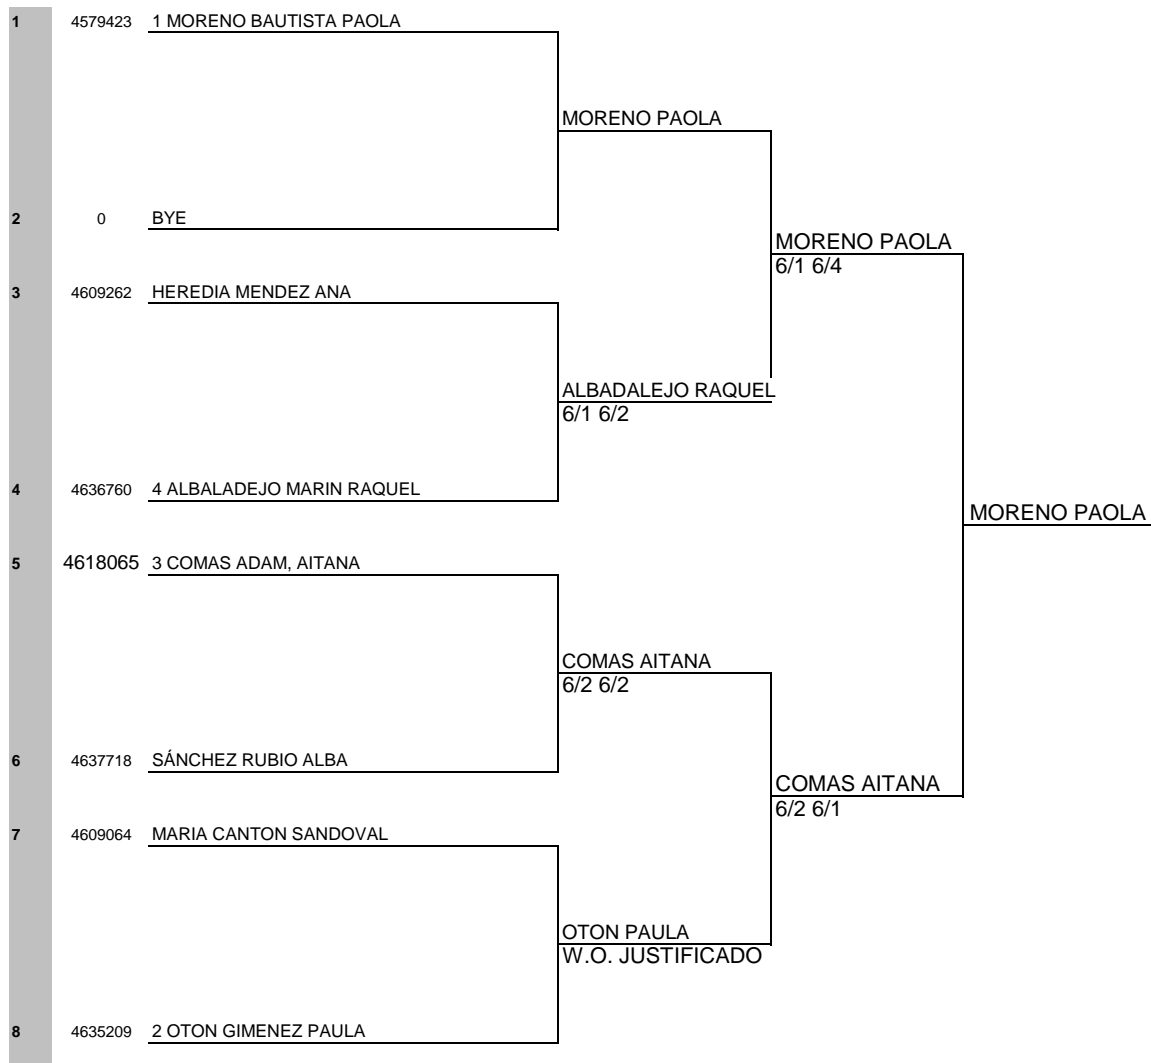 1 4579423 1 MORENO BAUTISTA PAOLA
MORENO PAOLA
2 0 BYE
MORENO PAOLA
6/1 6/4
3 4609262 HEREDIA MENDEZ ANA
ALBADALEJO RAQUEL
6/1 6/2
4 4636760 4 ALBALADEJO MARIN RAQUEL
MORENO PAOLA
5 4618065 3 COMAS ADAM, AITANA
COMAS AITANA
6/2 6/2
6 4637718 SÁNCHEZ RUBIO ALBA
COMAS AITANA
6/2 6/1
7 4609064 MARIA CANTON SANDOVAL
OTON PAULA
W.O. JUSTIFICADO
8 4635209 2 OTON GIMENEZ PAULA